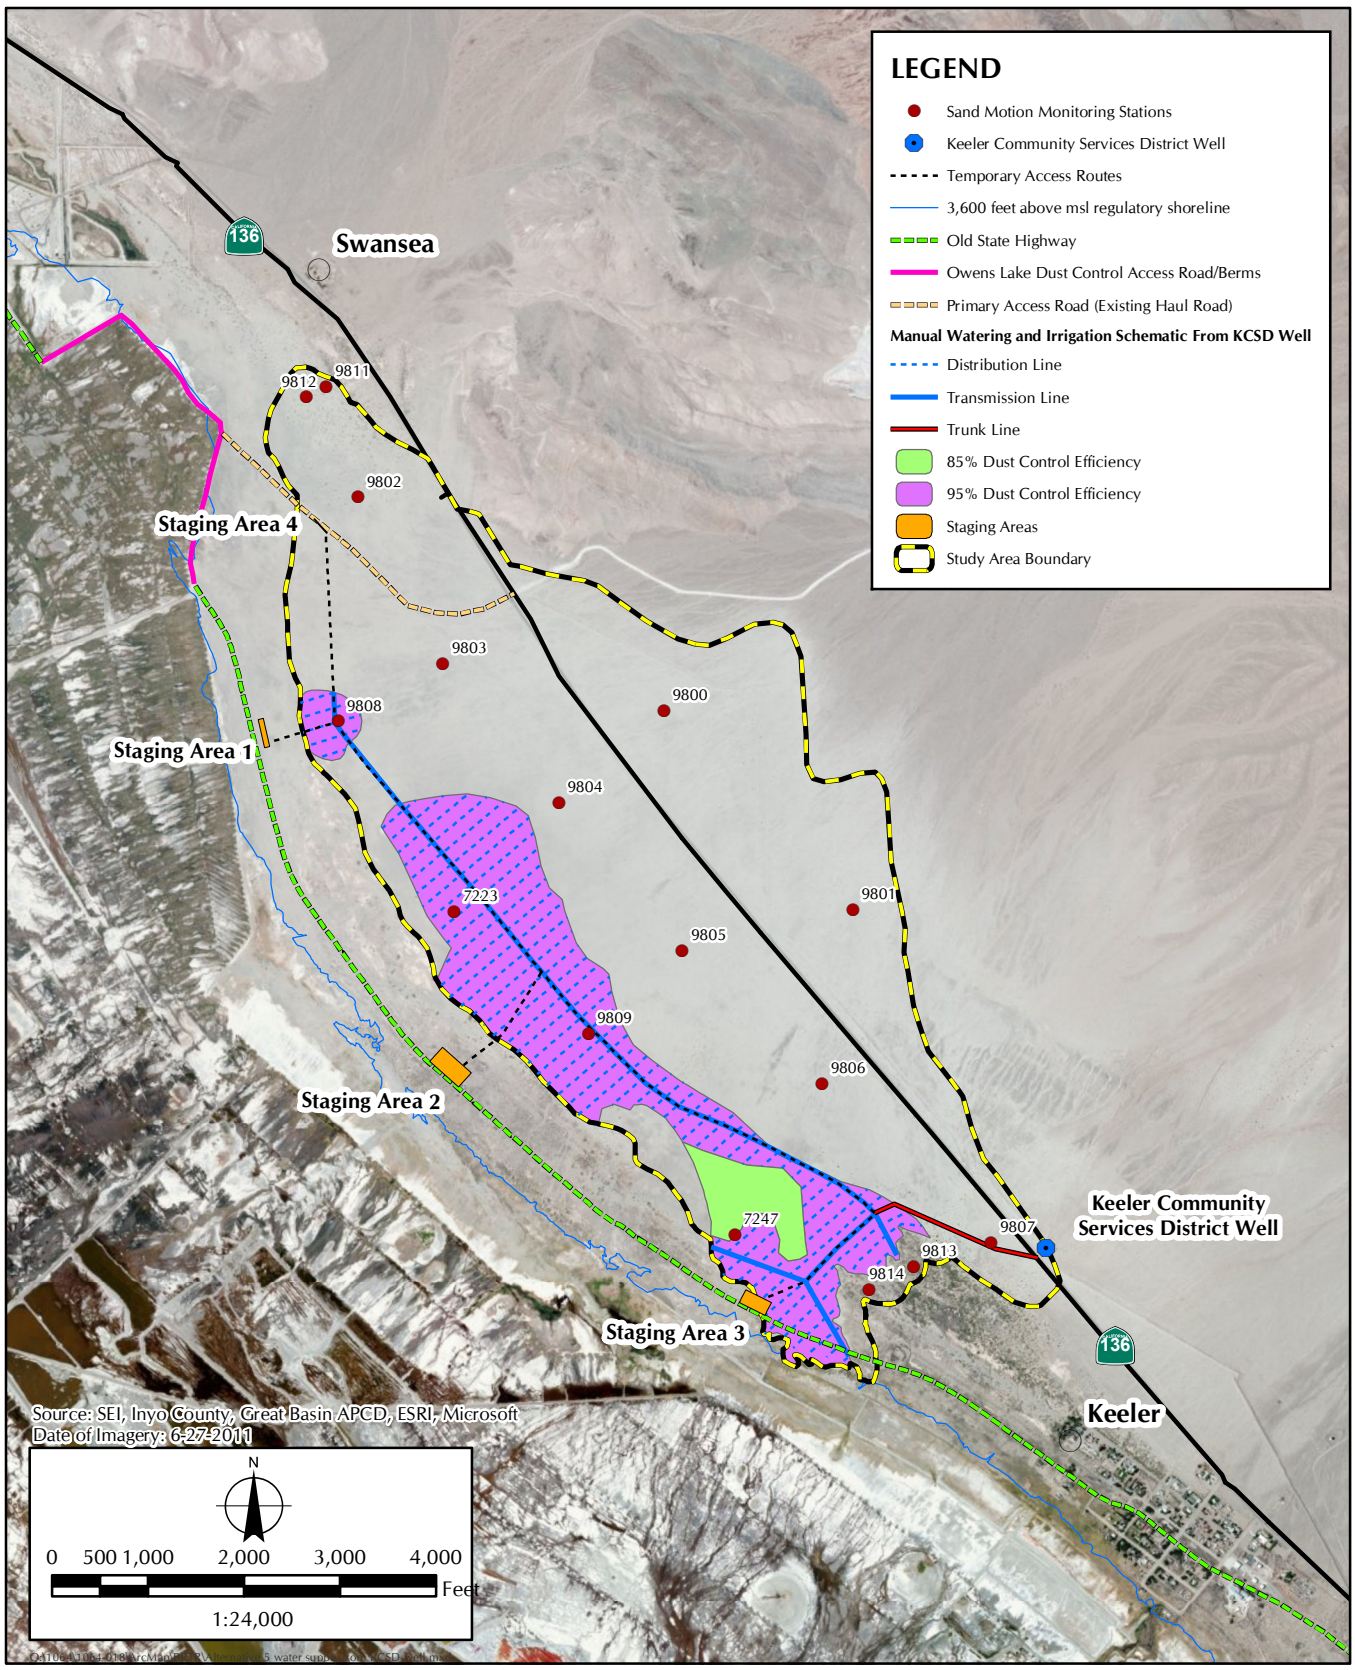 LEGEND
Sand Motion Monitoring Stations
Keeler Community Services District Well
Temporary Access Routes
3,600 feet above msl regulatory shoreline
Old State Highway
Owens Lake Dust Control Access Road/Berms
Primary Access Road (Existing Haul Road)
Manual Watering and Irrigation Schematic From KCSD Well
Distribution Line
Transmission Line
Trunk Line
85% Dust Control Efficiency
95% Dust Control Efficiency
Staging Areas
Study Area Boundary
CALIFORNIA
136
Swansea
9811
9812
9802
Staging Area 4
9803
9800
9808
Staging Area 1
9804
7223
9801
9805
9809
9806
Staging Area 2
Keeler Community
Services District Well
7247
9807
9813
9814
Staging Area 3
CALIFORNIA
136
Keeler
Source: SEI, Inyo County, Great Basin APCD, ESRI, Microsoft
Date of Imagery: 6-27-2011
N
0 500 1,000 2,000 3,000 4,000
Feet
1:24,000